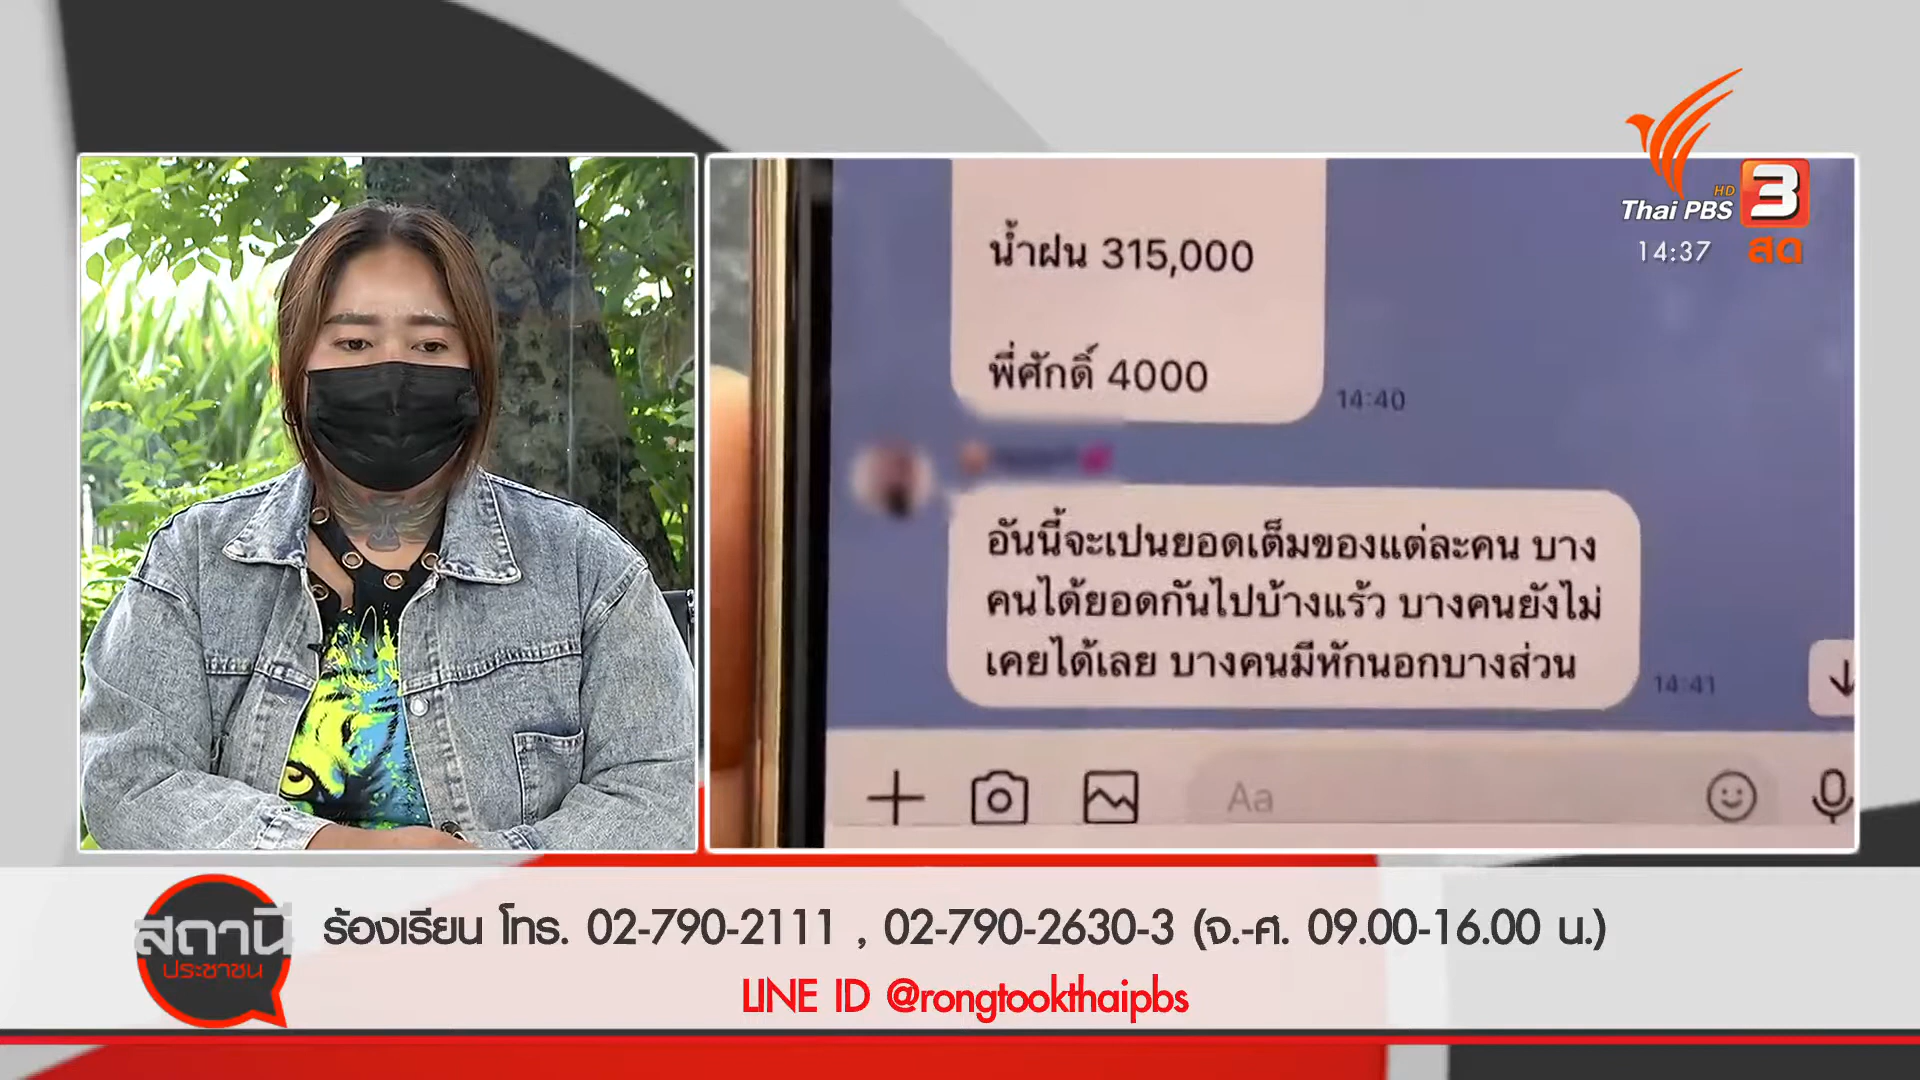 HD
Thai PBS 3
14:37 สด
น้ำฝน 315,000
พี่ศักดิ์ 4000
14:40
อันนี้จะเปนยอดเต็มของแต่ละคน บาง
คนได้ยอดกันไปบ้างแร้ว บางคนยังไม่
เคยได้เลย บางคนมีหักนอกบางส่วน
14:41
Aa
สถานี
ประชาชน
ร้องเรียน โทร. 02-790-2111 , 02-790-2630-3 (จ.-ศ. 09.00-16.00 น.)
LINE ID @rongtookthaipbs